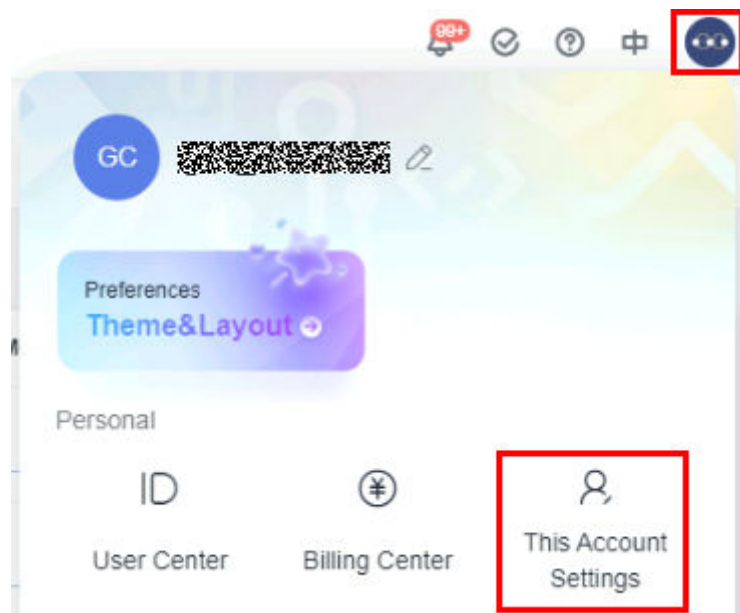 99+
中
GC
Preferences
Theme&Layout
M
Personal
ID
¥
User Center
Billing Center
This Account
Settings